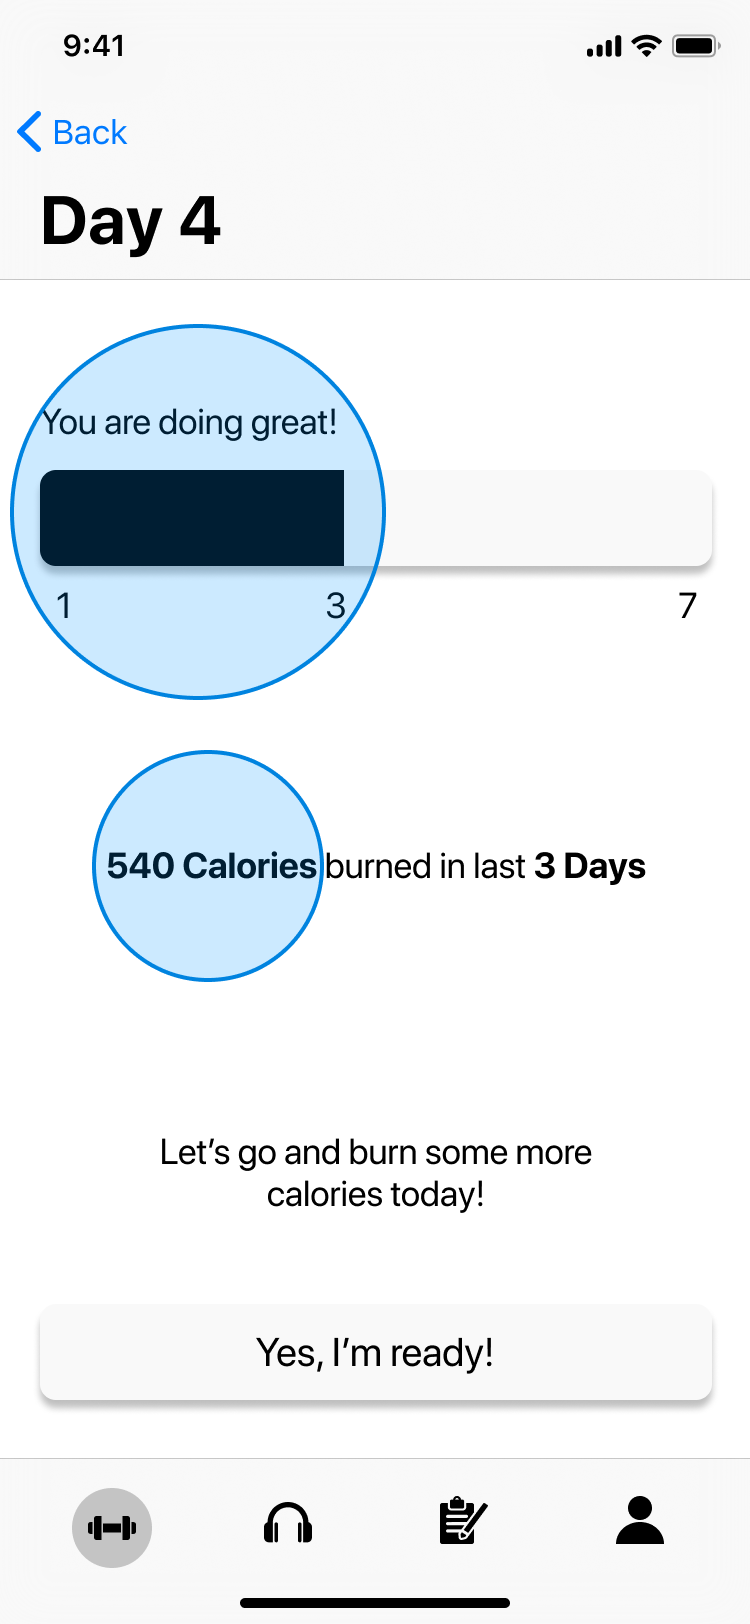 9:41
Back
Day 4
You are doing great!
1 3 7
540 Calories burned in last 3 Days
Let’s go and burn some more
calories today!
Yes, I’m ready!